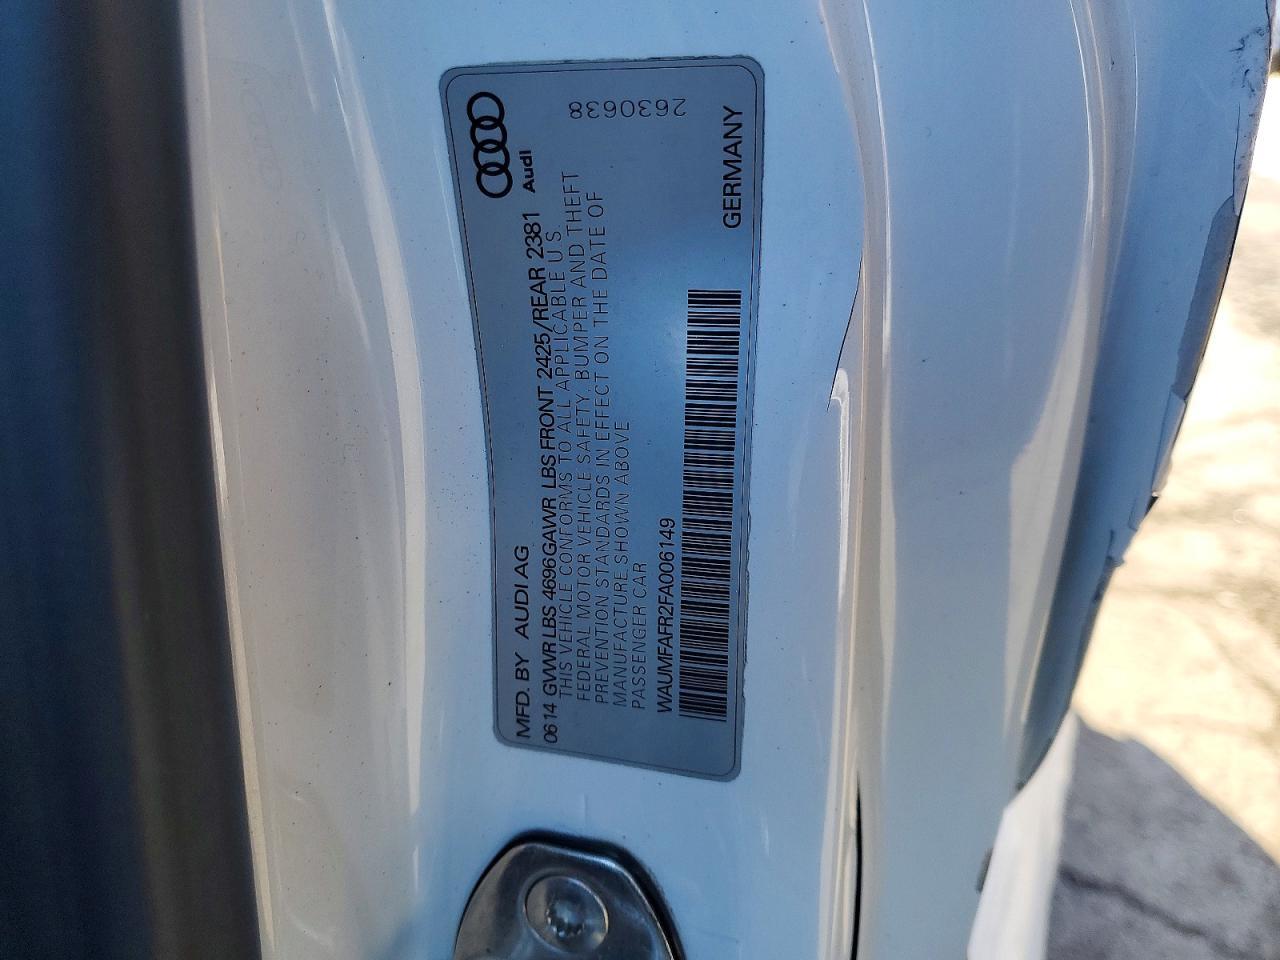 MFD. BY AUDI AG
Audi
0614 GVWR LBS 4696 GAWR LBS FRONT 2425/REAR 2381
THIS VEHICLE CONFORMS TO ALL APPLICABLE U.S.
FEDERAL MOTOR VEHICLE SAFETY, BUMPER AND THEFT
PREVENTION STANDARDS IN EFFECT ON THE DATE OF
MANUFACTURE SHOWN ABOVE
PASSENGER CAR
WAUMFAFR2FA006149
GERMANY
2630638